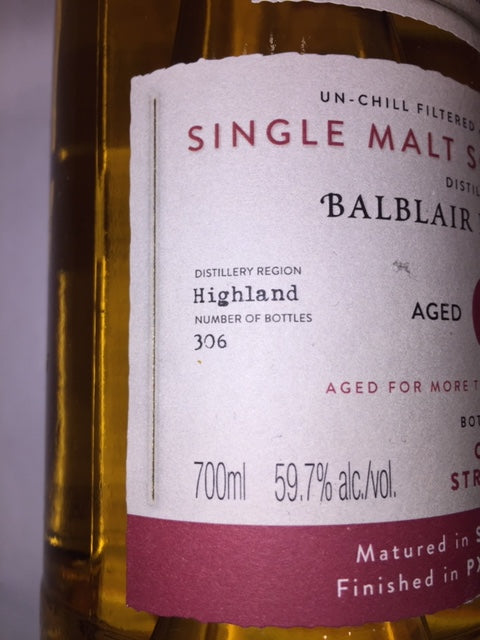 UN-CHILL FILTERED
SINGLE MALT S
DISTIL
BALBLAIR
DISTILLERY REGION
Highland
NUMBER OF BOTTLES
306
AGED
AGED FOR MORE T
BOT
700ml 59.7% alc./vol.
STR
Matured in S
Finished in PX